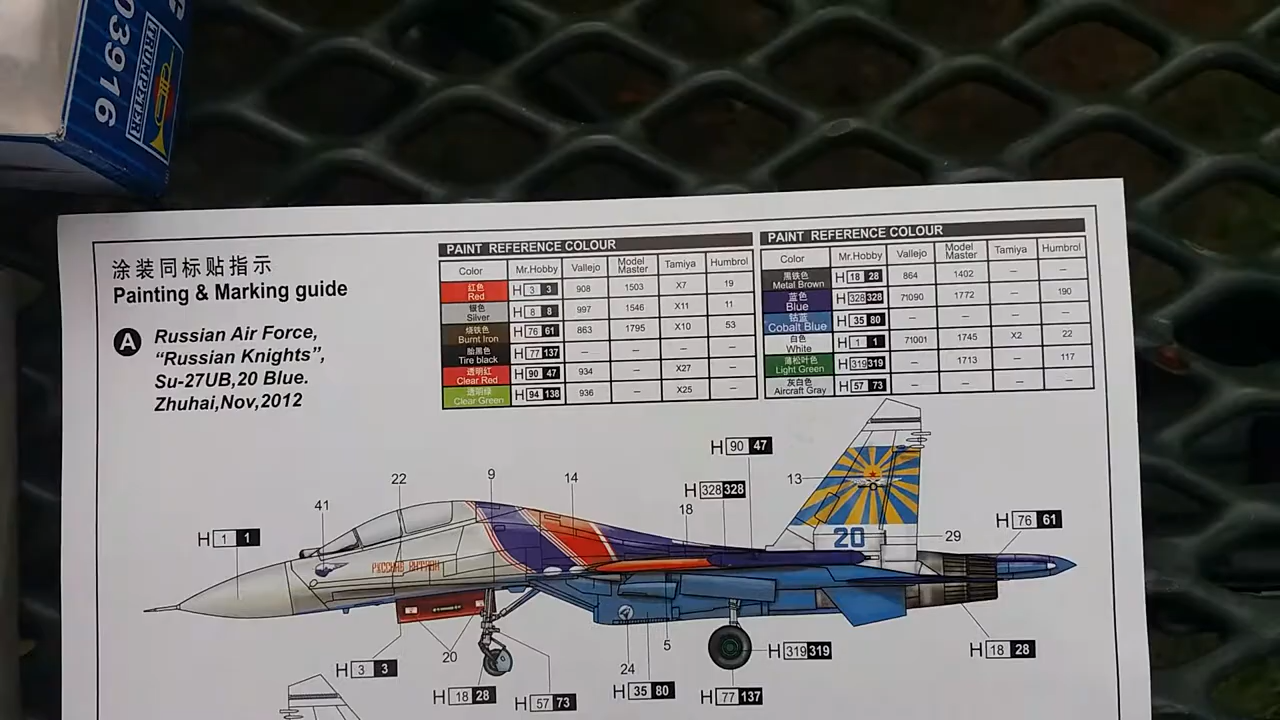 03916
TRUMPETER
涂装同标贴指示
Painting & Marking guide
A
Russian Air Force,
“Russian Knights”,
Su-27UB,20 Blue.
Zhuhai,Nov,2012
PAINT REFERENCE COLOUR
Color Mr.Hobby Vallejo Model Master Tamiya Humbrol
红色 Red H 3 3 908 1503 X7 19
银色 Silver H 8 8 997 1546 X11 11
烧铁色 Burnt Iron H 76 61 863 1795 X10 53
胎黑色 Tire black H 77 137 – – – –
透明红 Clear Red H 90 47 934 – X27 –
透明绿 Clear Green H 94 138 936 – X25 –
PAINT REFERENCE COLOUR
Color Mr.Hobby Vallejo Model Master Tamiya Humbrol
黑铁色 Metal Brown H 18 28 864 1402 – –
蓝色 Blue H 328 328 71090 1772 – 190
钴蓝 Cobalt Blue H 35 80 – – – –
白色 White H 1 1 71001 1745 X2 22
薄松叶色 Light Green H 319 319 – 1713 – 117
灰白色 Aircraft Gray H 57 73 – – – –
H 90 47
13
H 328 328
9
14
22
18
41
H 76 61
H 1 1
20
29
H 3 3
20
H 18 28
H 57 73
24
5
H 35 80
H 77 137
H 319 319
H 18 28